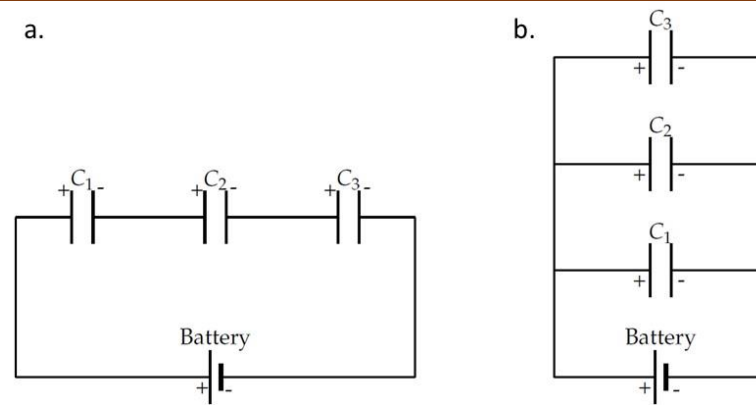 a.
+ C₁ -
+ C₂ -
+ C₃ -
Battery
+ -
b.
C₃
+ -
C₂
+ -
C₁
+ -
Battery
+ -